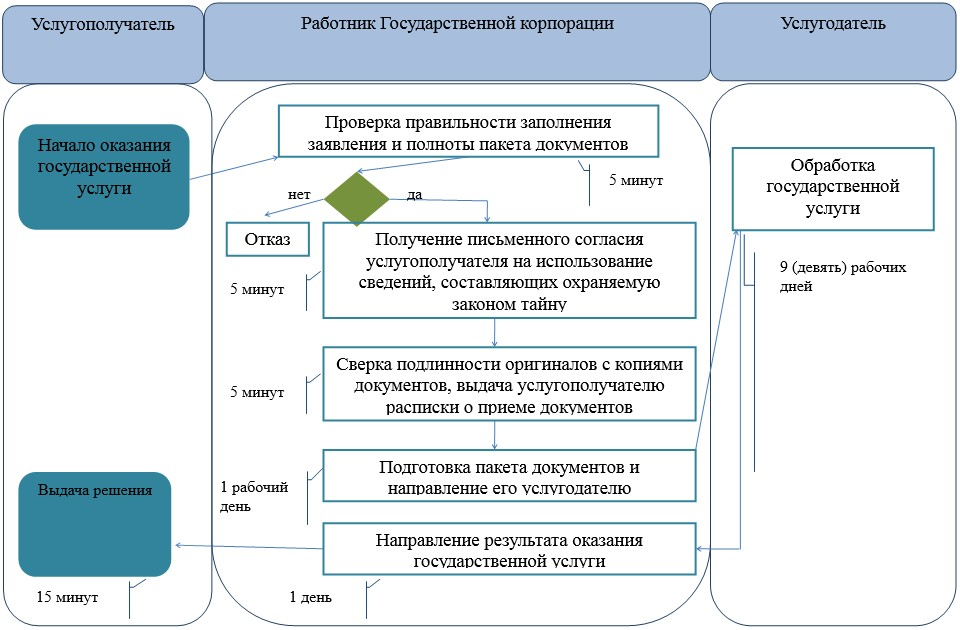 Услугополучатель
Работник Государственной корпорации
Услугодатель
Начало оказания
государственной
услуги
Проверка правильности заполнения
заявления и полноты пакета документов
5 минут
нет
да
Отказ
Получение письменного согласия
услугополучателя на использование
сведений, составляющих охраняемую
законом тайну
5 минут
Обработка
государственной
услуги
9 (девять) рабочих
дней
Сверка подлинности оригиналов с копиями
документов, выдача услугополучателю
расписки о приеме документов
5 минут
Подготовка пакета документов и
направление его услугодателю
1 рабочий
день
Направление результата оказания
государственной услуги
1 день
Выдача решения
15 минут